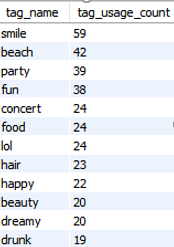 tag_name tag_usage_count
smile 59
beach 42
party 39
fun 38
concert 24
food 24
lol 24
hair 23
happy 22
beauty 20
dreamy 20
drunk 19